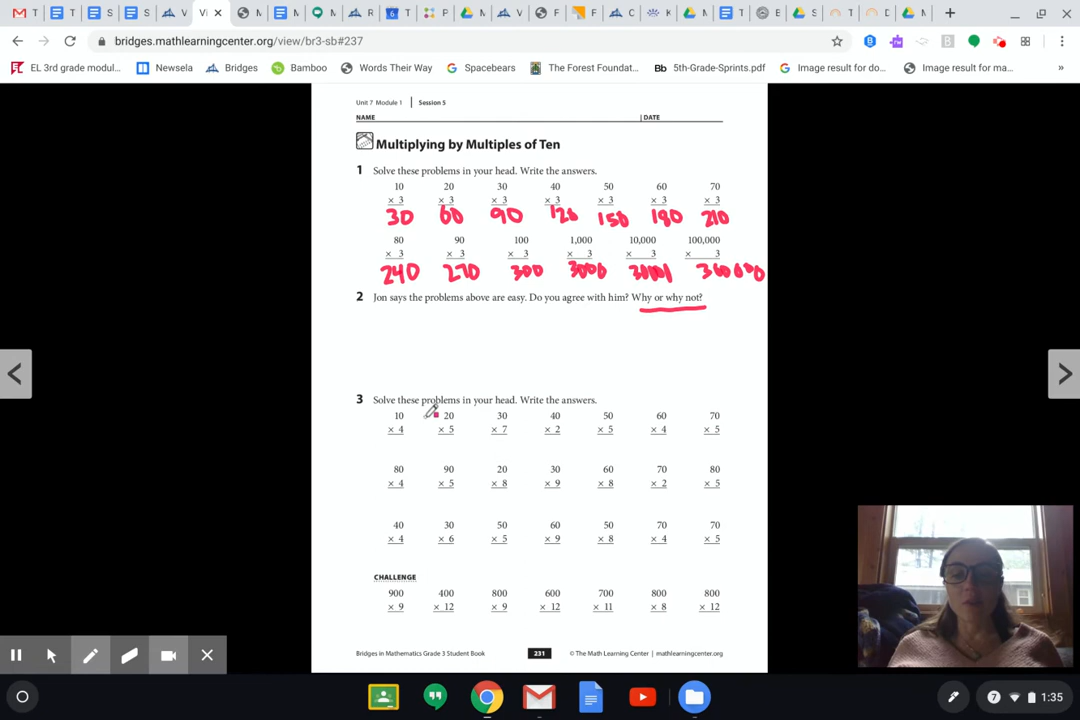 M T
T
S
S
V
Vi
M
M
M
R
6 T
P
M
V
F
F
C
K
M
M
T
E
S
V
T
D
M
bridges.mathlearningcenter.org/view/br3-sb#237
EL 3rd grade modul...
Newsela
Bridges
Bamboo
Words Their Way
Spacebears
The Forest Foundat...
Bb 5th-Grade-Sprints.pdf
Image result for do...
Image result for ma...
»
Unit 7 Module 1 | Session 5
NAME | DATE
Multiplying by Multiples of Ten
1 Solve these problems in your head. Write the answers.
10 20 30 40 50 60 70
× 3 × 3 × 3 × 3 × 3 × 3 × 3
30 60 90 120 150 180 210
80 90 100 1,000 10,000 100,000
× 3 × 3 × 3 × 3 × 3 × 3
240 270 300 3000 30000 300000
2 Jon says the problems above are easy. Do you agree with him? Why or why not?
3 Solve these problems in your head. Write the answers.
10 20 30 40 50 60 70
× 4 × 5 × 7 × 2 × 5 × 4 × 5
80 90 20 30 60 70 80
× 4 × 5 × 8 × 9 × 8 × 2 × 5
40 30 50 60 50 70 70
× 4 × 6 × 5 × 9 × 8 × 4 × 5
CHALLENGE
900 400 800 600 700 800 800
× 9 × 12 × 9 × 12 × 11 × 8 × 12
Bridges in Mathematics Grade 3 Student Book 231 © The Math Learning Center | mathlearningcenter.org
7 1:35